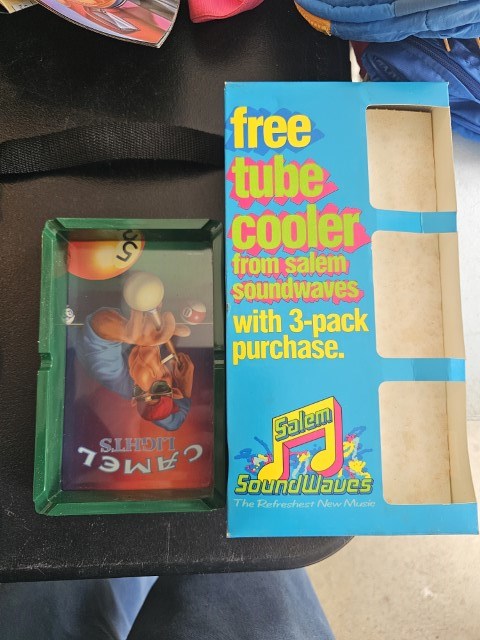 free
tube
cooler
from salem
soundwaves
with 3-pack
purchase.
Salem
SoundWaves
The Refreshest New Music
CAMEL
LIGHTS